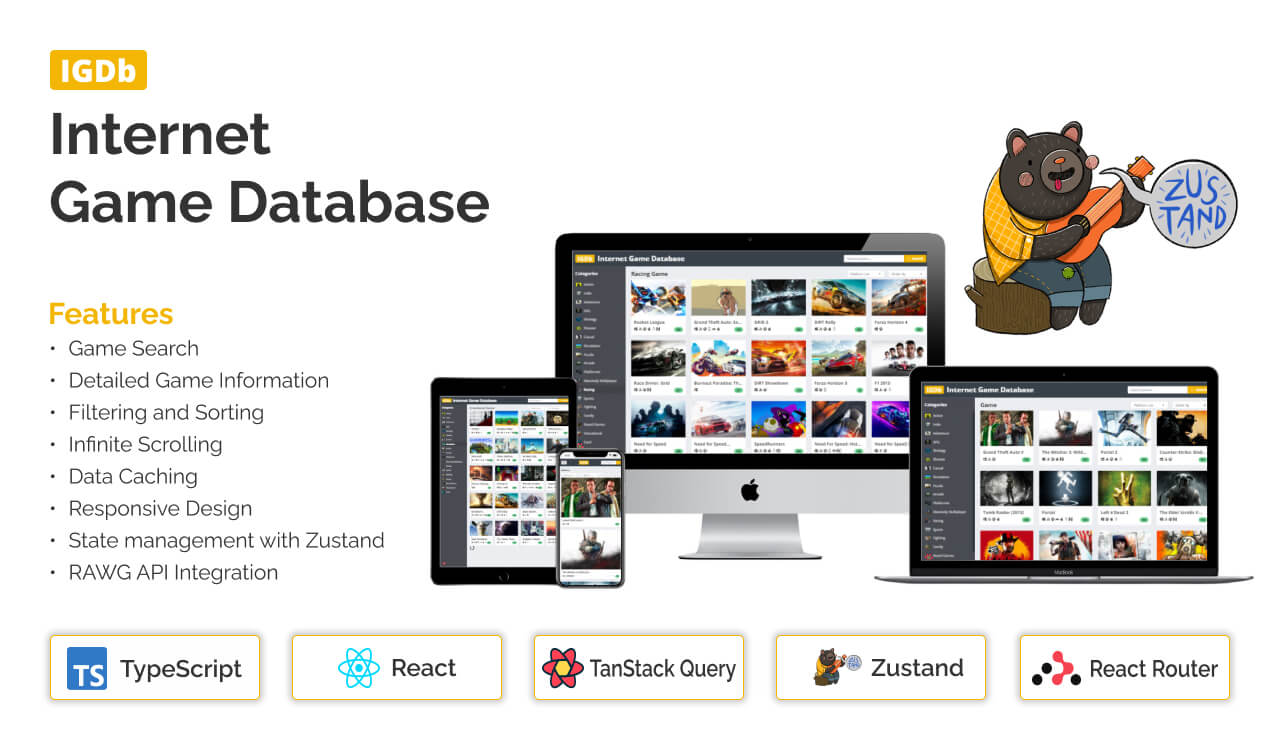 IGDb
Internet
Game Database
ZUS
TAND
Features
• Game Search
• Detailed Game Information
• Filtering and Sorting
• Infinite Scrolling
• Data Caching
• Responsive Design
• State management with Zustand
• RAWG API Integration
IGDb Internet Game Database
Categories
Racing Game
Rocket League
Grand Theft Auto: Sa...
GRID 2
DiRT Rally
Forza Horizon 4
Race Driver: Grid
Burnout Paradise: Th...
DiRT Showdown
Forza Horizon 5
F1 2015
Need for Speed
Need for Speed...
SpeedRunners
Need For Speed: Hot...
Need for Speed
IGDb Internet Game Database
Categories
Game
Grand Theft Auto V
The Witcher 3: Wild...
Portal 2
Counter-Strike: Glob...
Tomb Raider (2013)
Portal
Left 4 Dead 2
The Elder Scrolls V...
MacBook
Internet Game Database
TS TypeScript
React
TanStack Query
Zustand
React Router